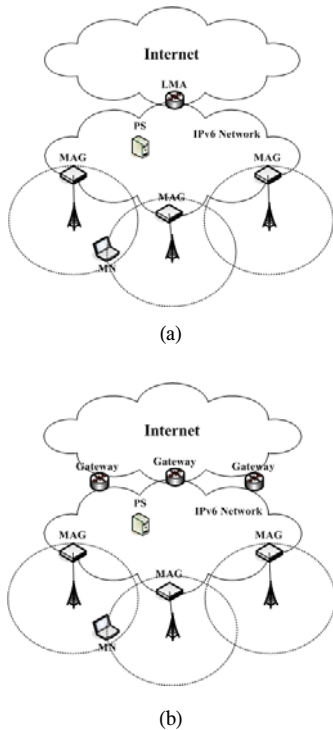 Internet
LMA
PS
IPv6 Network
MAG
MAG
MAG
MN
(a)
Internet
Gateway
Gateway
Gateway
PS
IPv6 Network
MAG
MAG
MAG
MN
(b)